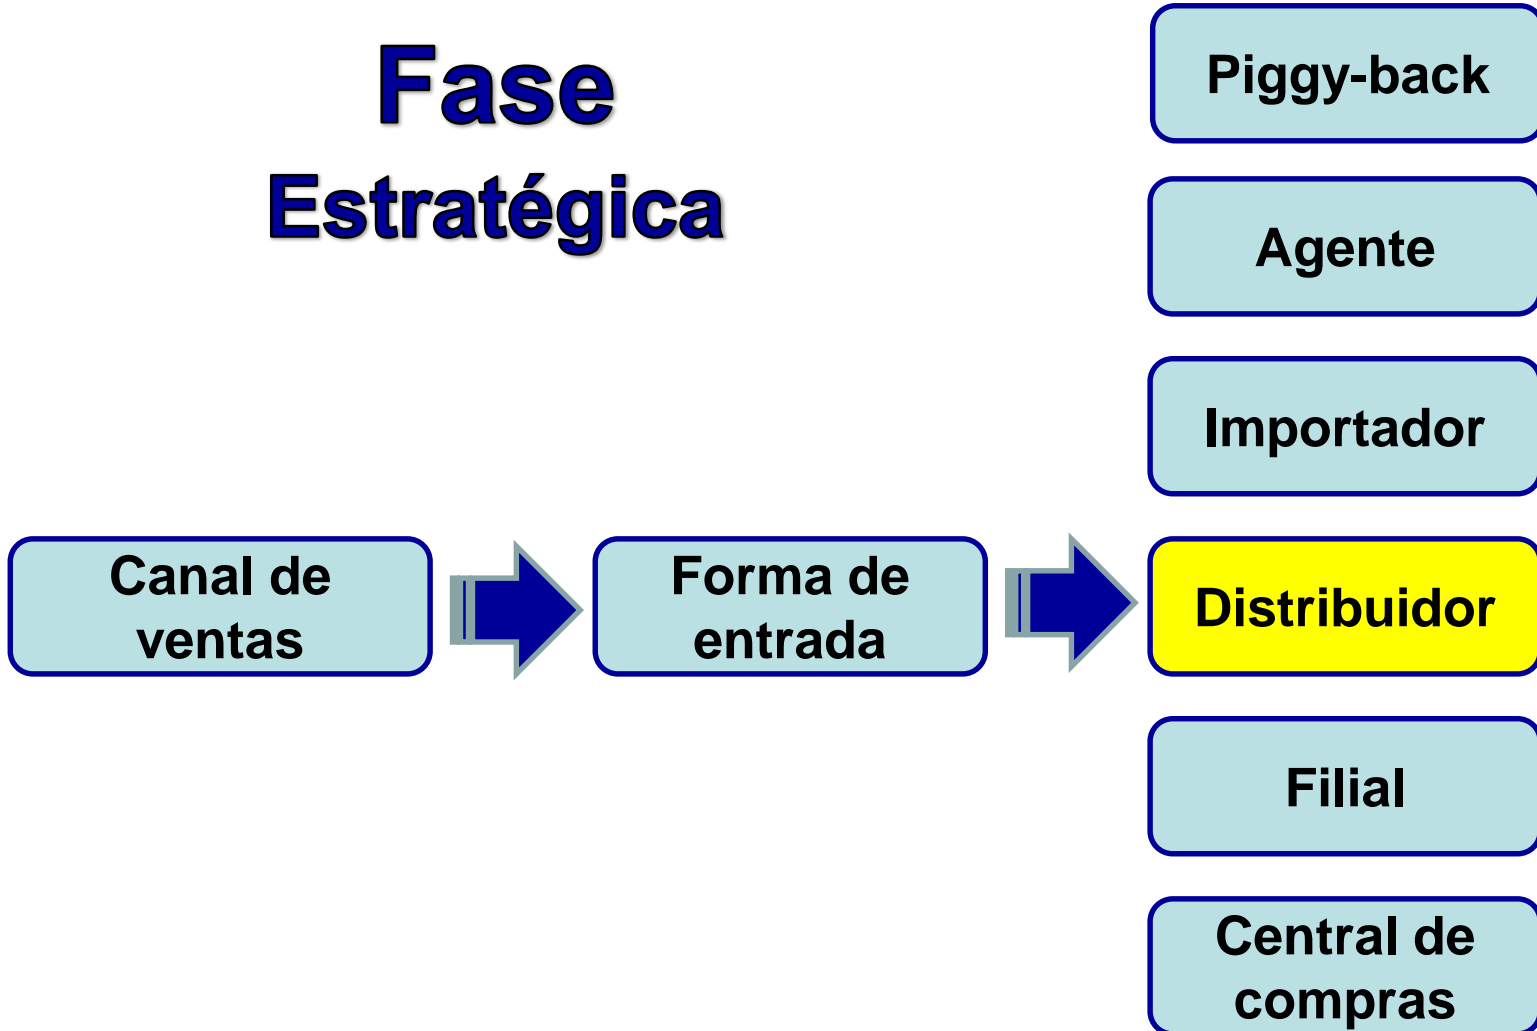 Fase
Estratégica
Piggy-back
Agente
Importador
Canal de
ventas
Forma de
entrada
Distribuidor
Filial
Central de
compras